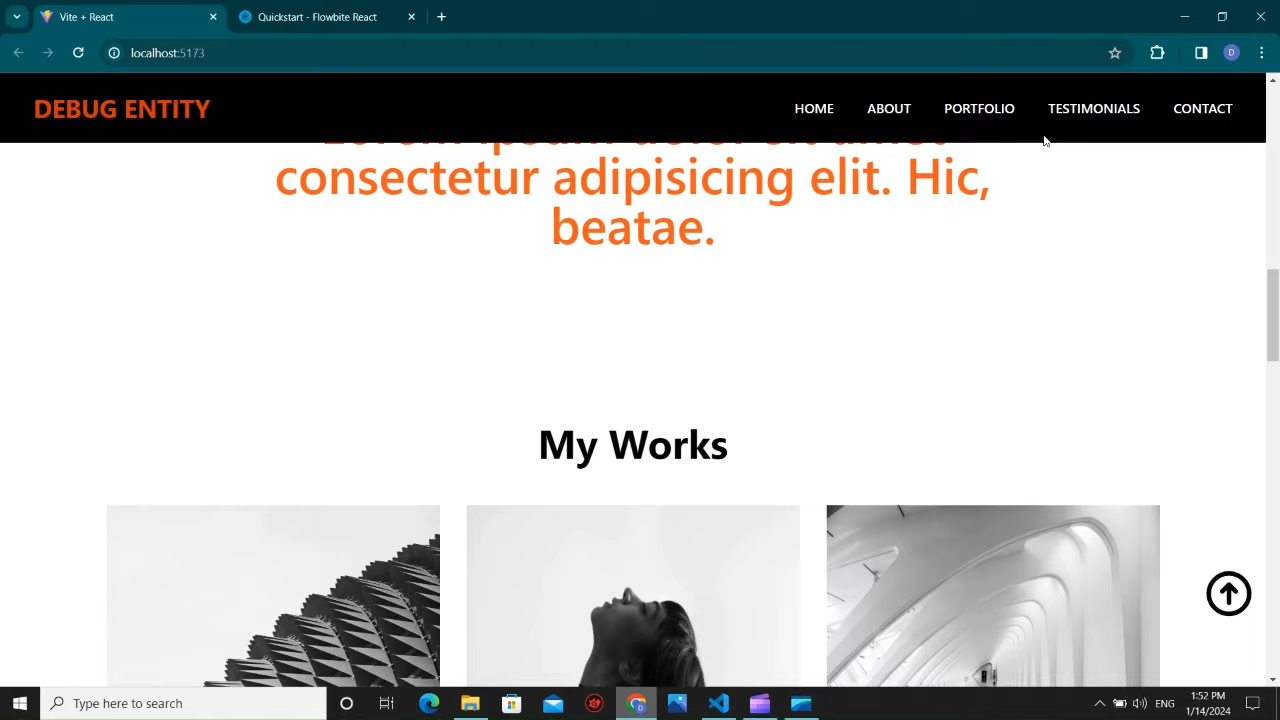 Vite + React
Quickstart - Flowbite React
localhost:5173
D
DEBUG ENTITY
HOME
ABOUT
PORTFOLIO
TESTIMONIALS
CONTACT
consectetur adipisicing elit. Hic,
beatae.
My Works
Type here to search
D
ENG
1:52 PM
1/14/2024